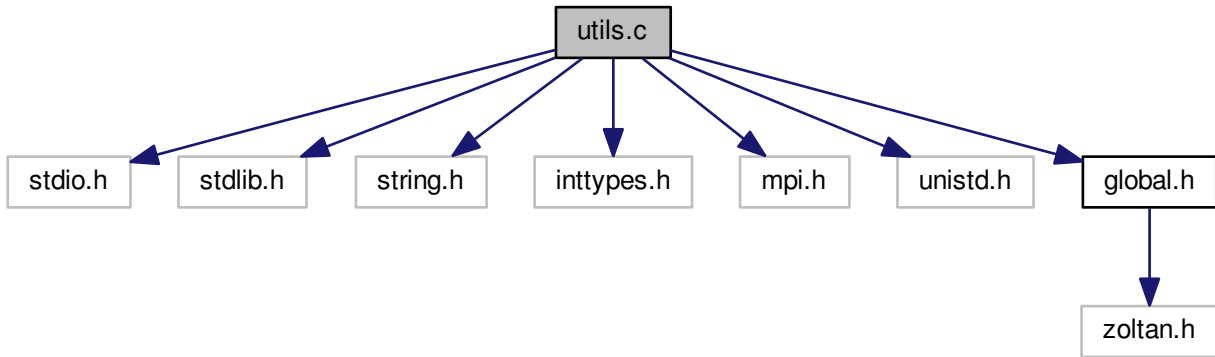 utils.c
stdio.h
stdlib.h
string.h
inttypes.h
mpi.h
unistd.h
global.h
zoltan.h